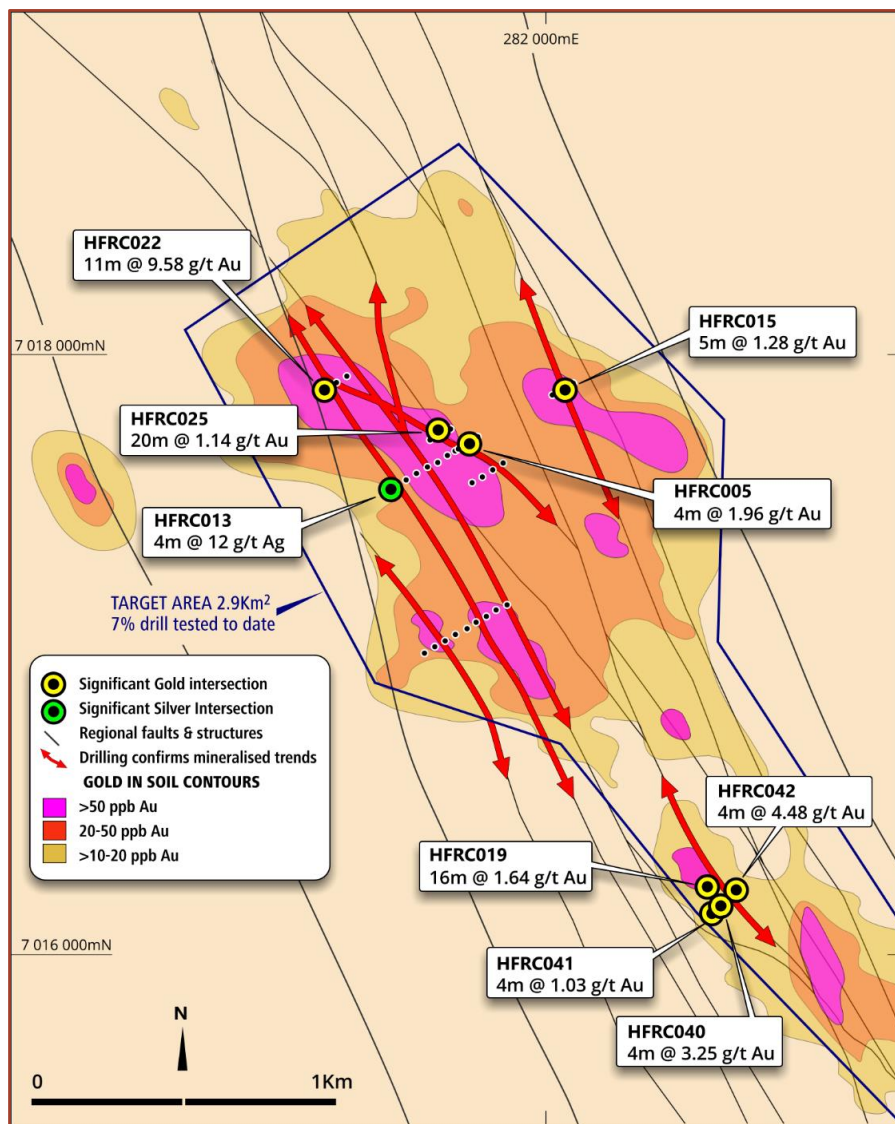 282 000mE
HFRC022
11m @ 9.58 g/t Au
7 018 000mN
HFRC015
5m @ 1.28 g/t Au
HFRC025
20m @ 1.14 g/t Au
HFRC005
4m @ 1.96 g/t Au
HFRC013
4m @ 12 g/t Ag
TARGET AREA 2.9Km²
7% drill tested to date
Significant Gold intersection
Significant Silver Intersection
Regional faults & structures
Drilling confirms mineralised trends
GOLD IN SOIL CONTOURS
>50 ppb Au
20-50 ppb Au
>10-20 ppb Au
HFRC042
4m @ 4.48 g/t Au
HFRC019
16m @ 1.64 g/t Au
7 016 000mN
HFRC041
4m @ 1.03 g/t Au
HFRC040
4m @ 3.25 g/t Au
N
0 1Km